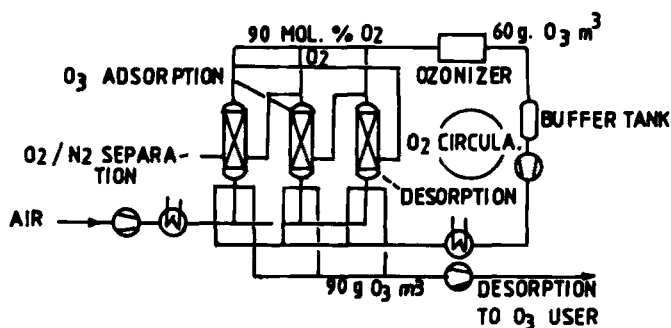 90 MOL. % O2
60 g. O3 m³
O2
O3 ADSORPTION
OZONIZER
BUFFER TANK
O2 CIRCULA.
O2 / N2 SEPARA-
TION
DESORPTION
AIR
90 g O3 m³
DESORPTION
TO O3 USER